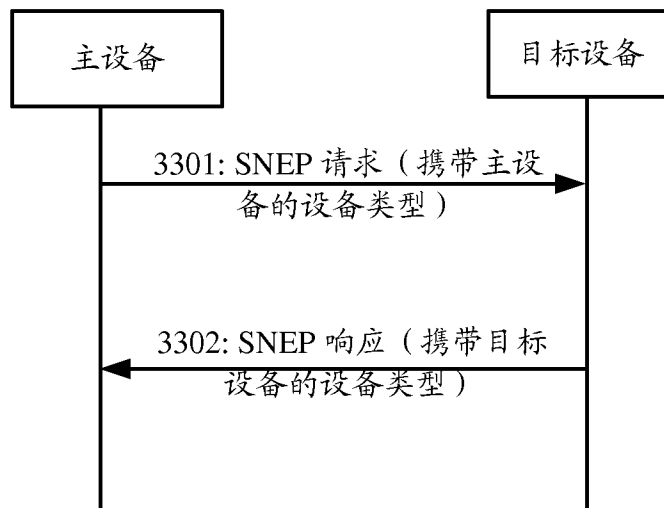 主设备
目标设备
3301: SNEP 请求（携带主设
备的设备类型）
3302: SNEP 响应（携带目标
设备的设备类型）